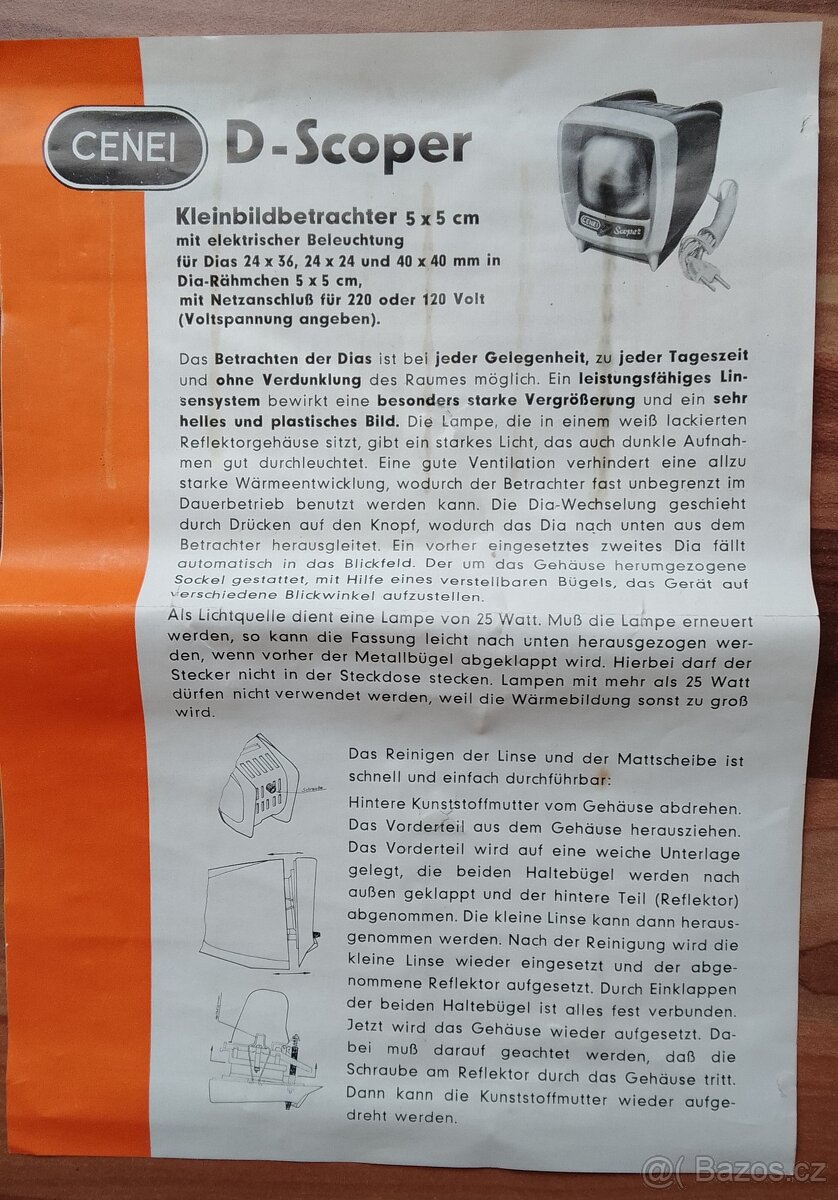 CENEI
D-Scoper
Kleinbildbetrachter 5 x 5 cm
mit elektrischer Beleuchtung
für Dias 24 x 36, 24 x 24 und 40 x 40 mm in
Dia-Rähmchen 5 x 5 cm,
mit Netzanschluß für 220 oder 120 Volt
(Voltspannung angeben).
CENEI
Scoper
Das Betrachten der Dias ist bei jeder Gelegenheit, zu jeder Tageszeit
und ohne Verdunklung des Raumes möglich. Ein leistungsfähiges Lin-
sensystem bewirkt eine besonders starke Vergrößerung und ein sehr
helles und plastisches Bild. Die Lampe, die in einem weiß lackierten
Reflektorgehäuse sitzt, gibt ein starkes Licht, das auch dunkle Aufnah-
men gut durchleuchtet. Eine gute Ventilation verhindert eine allzu
starke Wärmeentwicklung, wodurch der Betrachter fast unbegrenzt im
Dauerbetrieb benutzt werden kann. Die Dia-Wechselung geschieht
durch Drücken auf den Knopf, wodurch das Dia nach unten aus dem
Betrachter herausgleitet. Ein vorher eingesetztes zweites Dia fällt
automatisch in das Blickfeld. Der um das Gehäuse herumgezogene
Sockel gestattet, mit Hilfe eines verstellbaren Bügels, das Gerät auf
verschiedene Blickwinkel aufzustellen.
Als Lichtquelle dient eine Lampe von 25 Watt. Muß die Lampe erneuert
werden, so kann die Fassung leicht nach unten herausgezogen wer-
den, wenn vorher der Metallbügel abgeklappt wird. Hierbei darf der
Stecker nicht in der Steckdose stecken. Lampen mit mehr als 25 Watt
dürfen nicht verwendet werden, weil die Wärmebildung sonst zu groß
wird.
Schraube
Das Reinigen der Linse und der Mattscheibe ist
schnell und einfach durchführbar:
Hintere Kunststoffmutter vom Gehäuse abdrehen.
Das Vorderteil aus dem Gehäuse herausziehen.
Das Vorderteil wird auf eine weiche Unterlage
gelegt, die beiden Haltebügel werden nach
außen geklappt und der hintere Teil (Reflektor)
abgenommen. Die kleine Linse kann dann heraus-
genommen werden. Nach der Reinigung wird die
kleine Linse wieder eingesetzt und der abge-
nommene Reflektor aufgesetzt. Durch Einklappen
der beiden Haltebügel ist alles fest verbunden.
Jetzt wird das Gehäuse wieder aufgesetzt. Da-
bei muß darauf geachtet werden, daß die
Schraube am Reflektor durch das Gehäuse tritt.
Dann kann die Kunststoffmutter wieder aufge-
dreht werden.
@( Bazos.cz